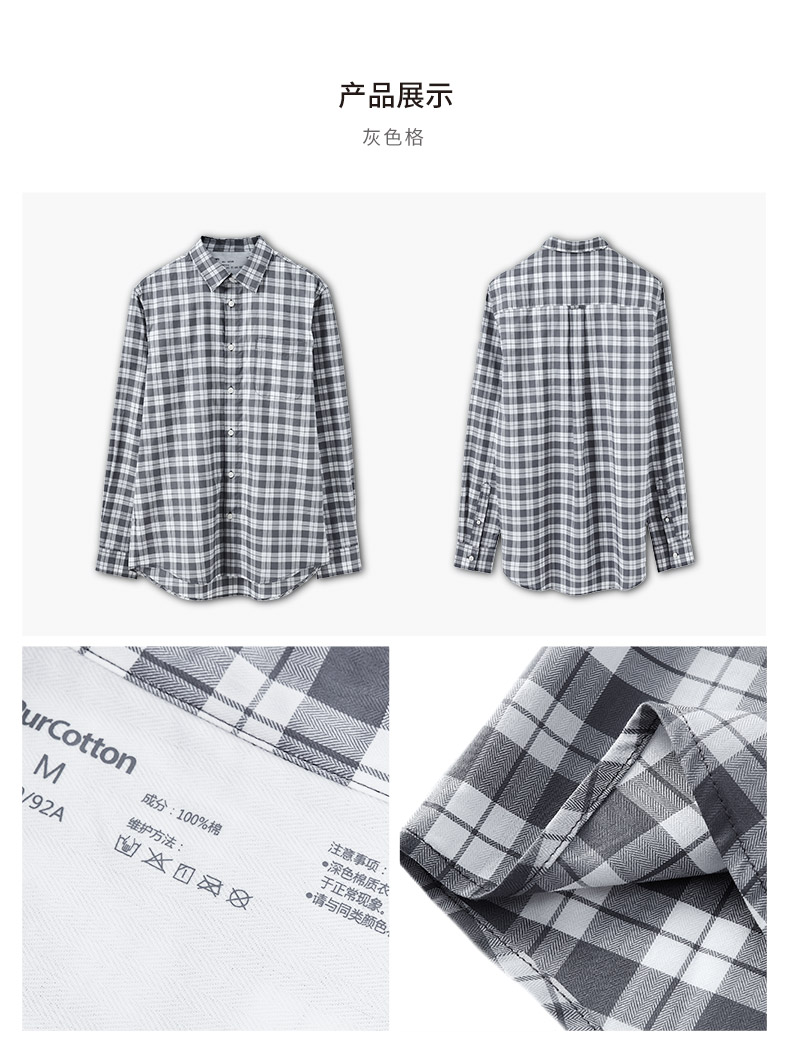 产品展示
灰色格
PurCotton
M
/92A
成分：100%棉
维护方法：
注意事项：
●深色棉质衣
于正常现象。
●请与同类颜色